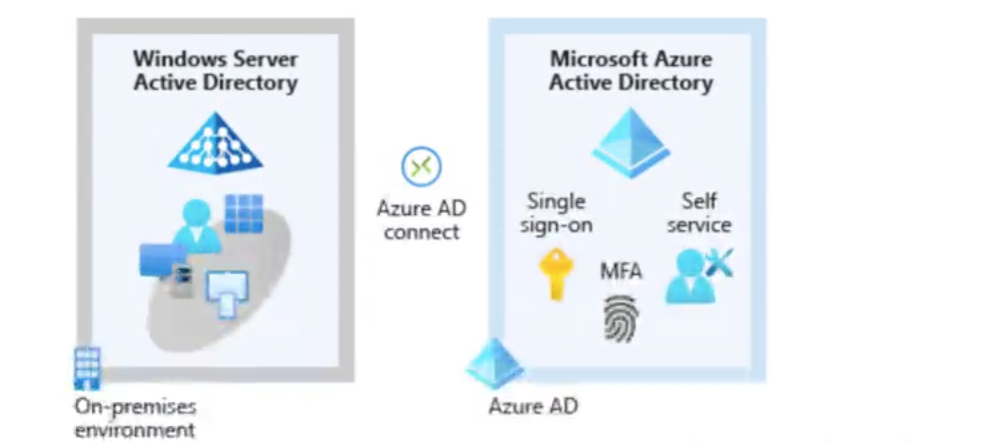 Windows Server
Active Directory
On-premises
environment
Azure AD
connect
Microsoft Azure
Active Directory
Single
sign-on
MFA
Self
service
Azure AD